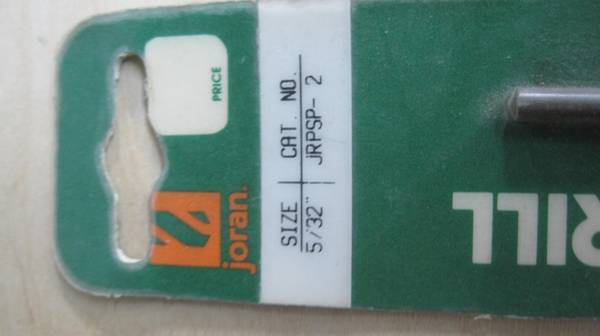 PRICE
joran.
SIZE CAT. NO.
5/32" JRPSP-2
RILL